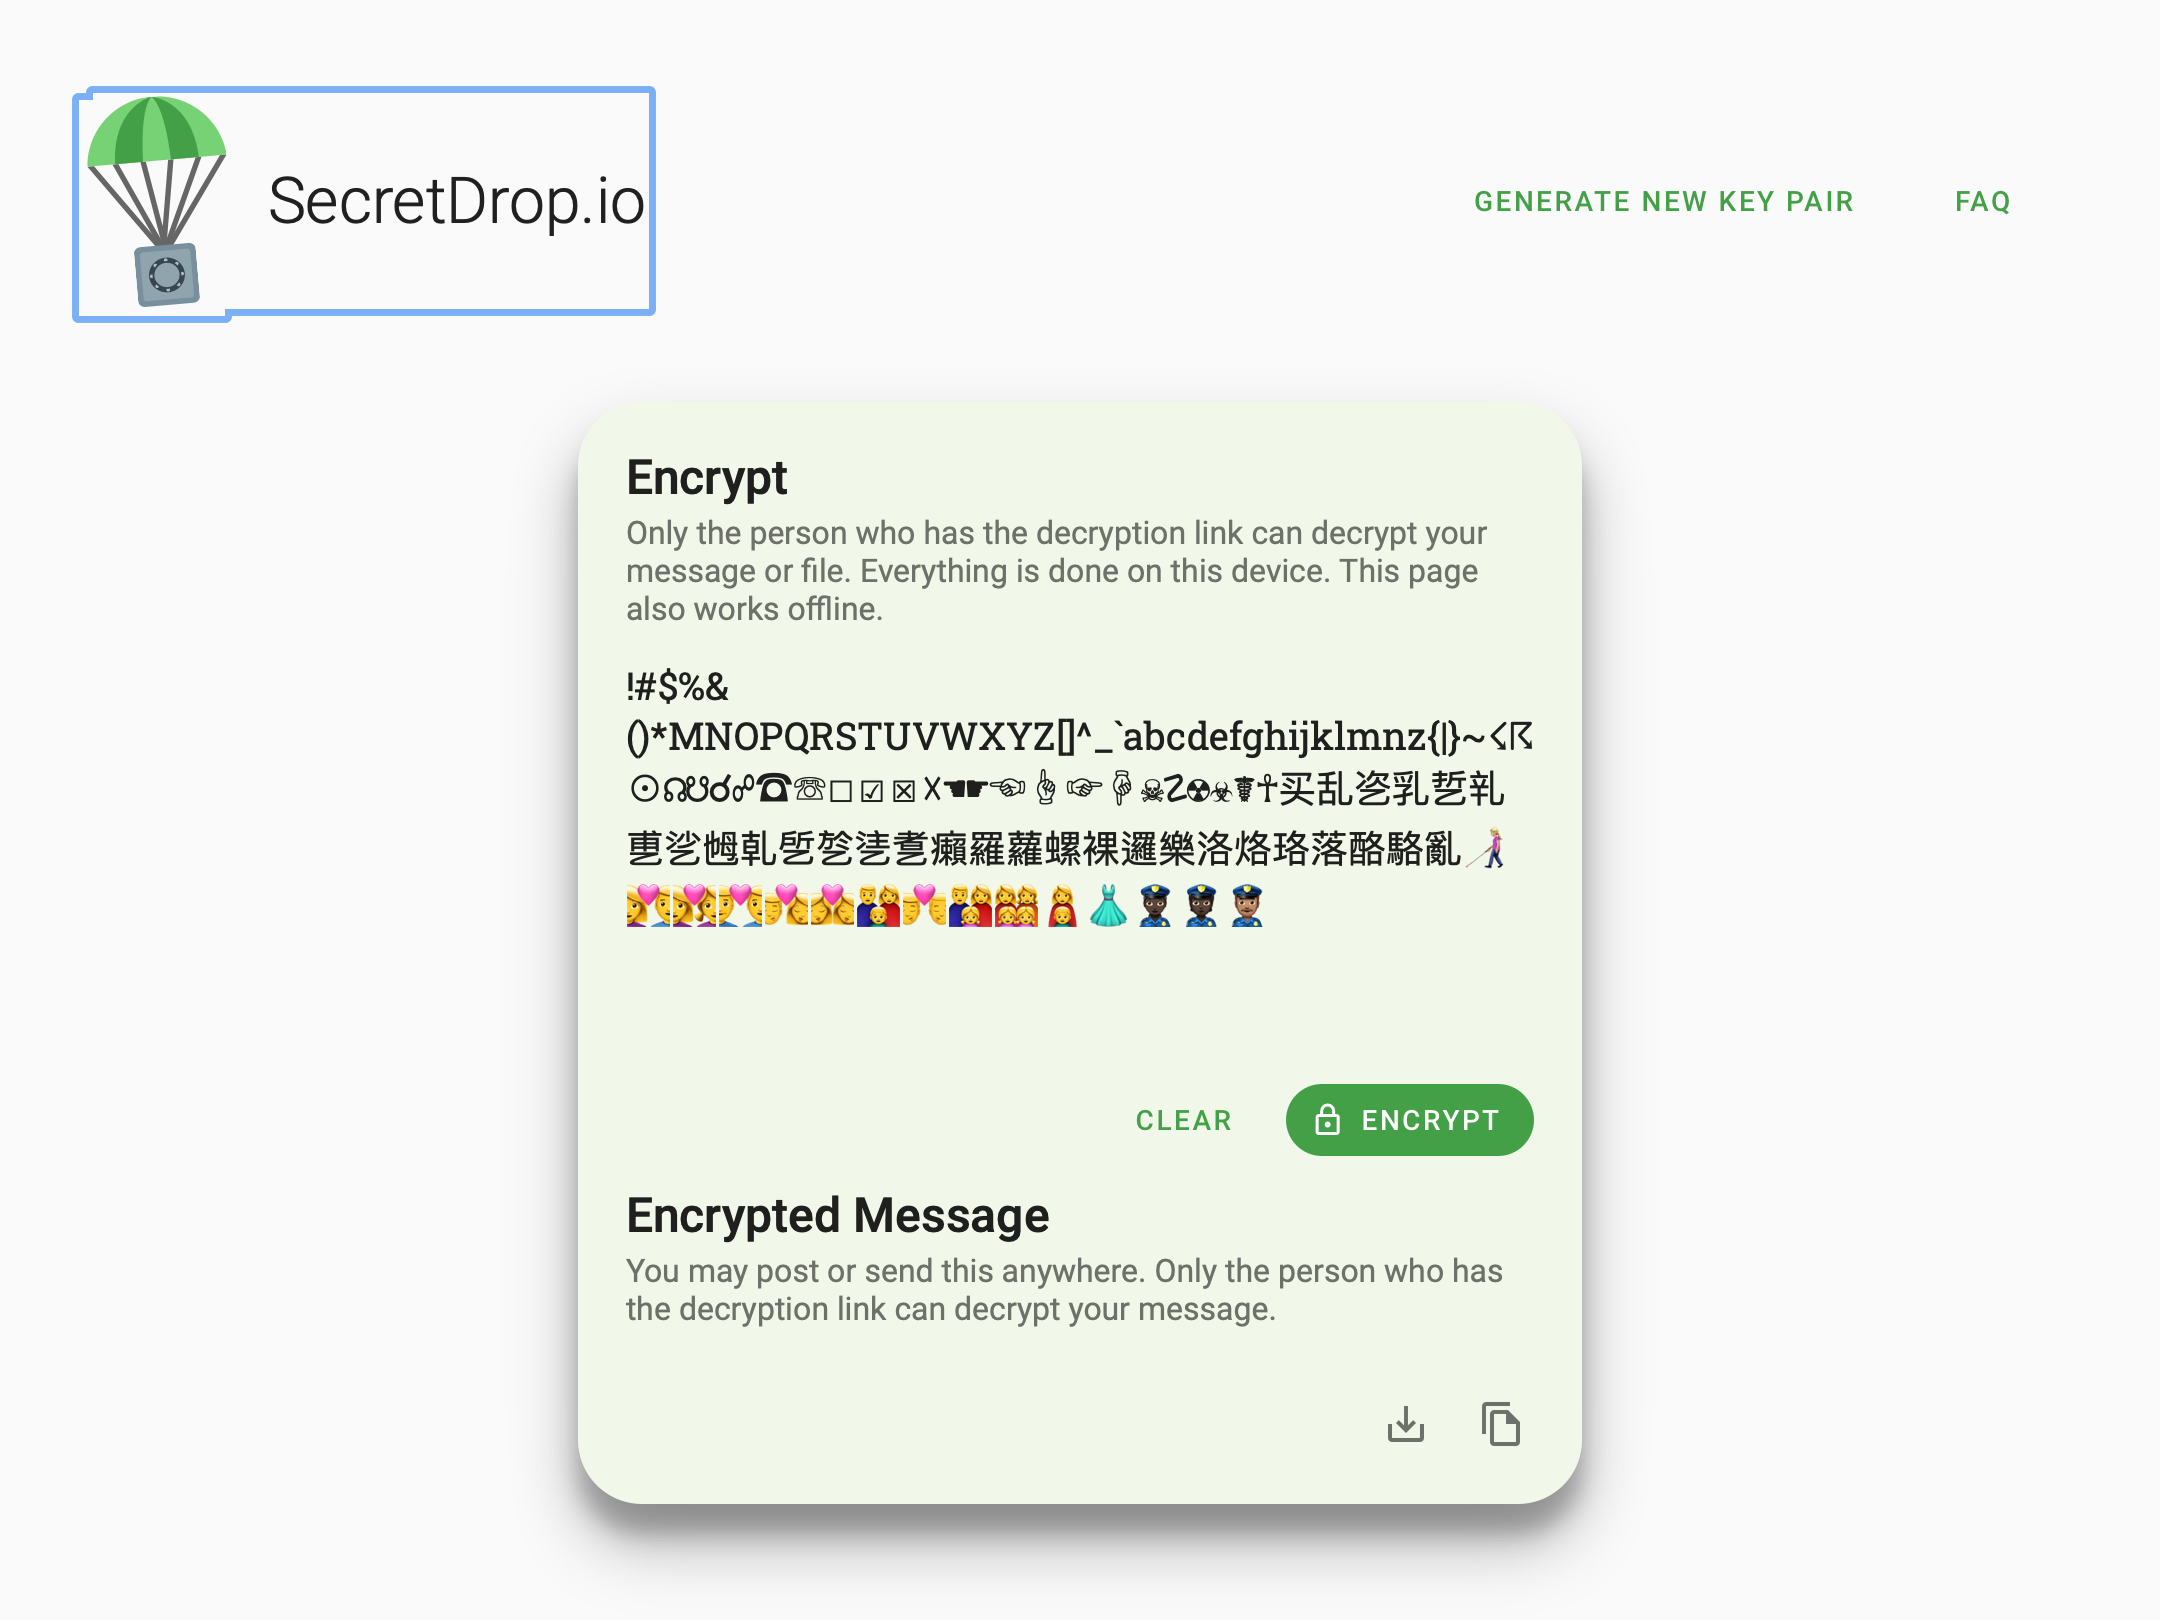 SecretDrop.io
GENERATE NEW KEY PAIR
FAQ
Encrypt
Only the person who has the decryption link can decrypt your
message or file. Everything is done on this device. This page
also works offline.
!#$%&
()*MNOPQRSTUVWXYZ[]^_`abcdefghijklmnz{|}~☇☈
☉☊☋☌☍☎☏☐☑☒☓☚☛☜☝☞☟☠☡☢☣☤☥买乱乲乳乴乵
乶乷乸乹乺乻乼乽癩羅蘿螺裸邏樂洛烙珞落酪駱亂👩🏼‍🦯
👩‍❤️‍👨👩‍❤️‍👩👨‍❤️‍👨👨‍👩‍👦👨‍👩‍👧👩‍👩‍👧‍👧👩‍👦👗👮🏿👮🏿👮🏽
CLEAR
ENCRYPT
Encrypted Message
You may post or send this anywhere. Only the person who has
the decryption link can decrypt your message.